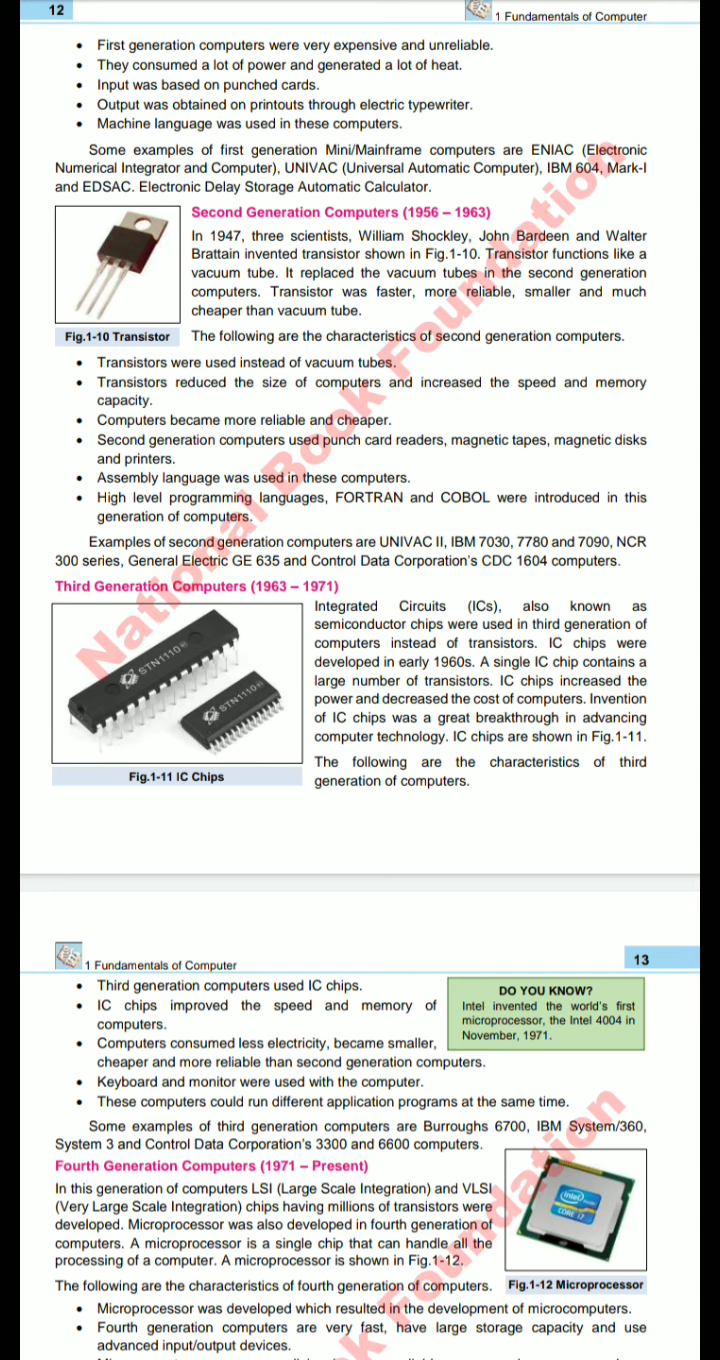 12
1 Fundamentals of Computer
• First generation computers were very expensive and unreliable.
• They consumed a lot of power and generated a lot of heat.
• Input was based on punched cards.
• Output was obtained on printouts through electric typewriter.
• Machine language was used in these computers.
Some examples of first generation Mini/Mainframe computers are ENIAC (Electronic
Numerical Integrator and Computer), UNIVAC (Universal Automatic Computer), IBM 604, Mark-I
and EDSAC. Electronic Delay Storage Automatic Calculator.
Second Generation Computers (1956 – 1963)
In 1947, three scientists, William Shockley, John Bardeen and Walter
Brattain invented transistor shown in Fig.1-10. Transistor functions like a
vacuum tube. It replaced the vacuum tubes in the second generation
computers. Transistor was faster, more reliable, smaller and much
cheaper than vacuum tube.
Fig.1-10 Transistor
The following are the characteristics of second generation computers.
• Transistors were used instead of vacuum tubes.
• Transistors reduced the size of computers and increased the speed and memory
capacity.
• Computers became more reliable and cheaper.
• Second generation computers used punch card readers, magnetic tapes, magnetic disks
and printers.
• Assembly language was used in these computers.
• High level programming languages, FORTRAN and COBOL were introduced in this
generation of computers.
Examples of second generation computers are UNIVAC II, IBM 7030, 7780 and 7090, NCR
300 series, General Electric GE 635 and Control Data Corporation's CDC 1604 computers.
Third Generation Computers (1963 – 1971)
STN1110®
STN1110®
Fig.1-11 IC Chips
Integrated Circuits (ICs), also known as
semiconductor chips were used in third generation of
computers instead of transistors. IC chips were
developed in early 1960s. A single IC chip contains a
large number of transistors. IC chips increased the
power and decreased the cost of computers. Invention
of IC chips was a great breakthrough in advancing
computer technology. IC chips are shown in Fig.1-11.
The following are the characteristics of third
generation of computers.
National Book Foundation
1 Fundamentals of Computer
13
• Third generation computers used IC chips.
• IC chips improved the speed and memory of
computers.
• Computers consumed less electricity, became smaller,
cheaper and more reliable than second generation computers.
• Keyboard and monitor were used with the computer.
• These computers could run different application programs at the same time.
DO YOU KNOW?
Intel invented the world's first
microprocessor, the Intel 4004 in
November, 1971.
Some examples of third generation computers are Burroughs 6700, IBM System/360,
System 3 and Control Data Corporation's 3300 and 6600 computers.
Fourth Generation Computers (1971 – Present)
In this generation of computers LSI (Large Scale Integration) and VLSI
(Very Large Scale Integration) chips having millions of transistors were
developed. Microprocessor was also developed in fourth generation of
computers. A microprocessor is a single chip that can handle all the
processing of a computer. A microprocessor is shown in Fig.1-12.
intel
CORE i7
Fig.1-12 Microprocessor
The following are the characteristics of fourth generation of computers.
• Microprocessor was developed which resulted in the development of microcomputers.
• Fourth generation computers are very fast, have large storage capacity and use
advanced input/output devices.
k Foundation